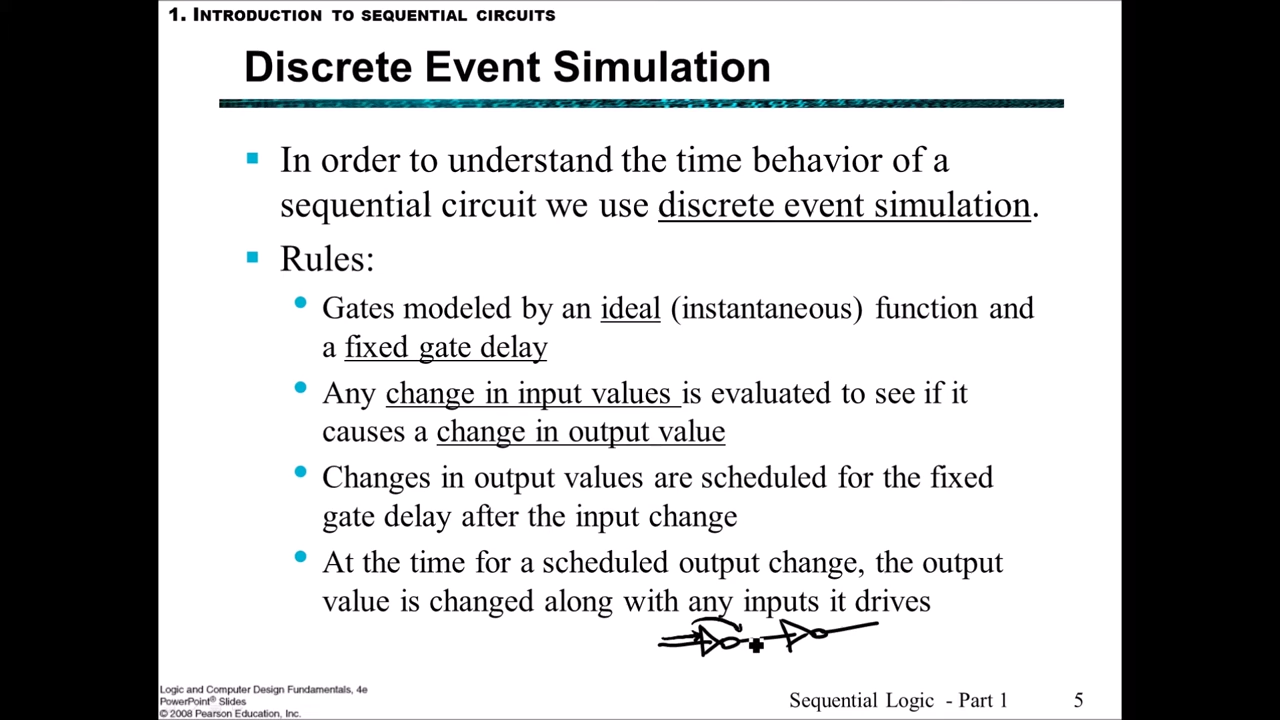 1. INTRODUCTION TO SEQUENTIAL CIRCUITS
Discrete Event Simulation
In order to understand the time behavior of a
sequential circuit we use discrete event simulation.
Rules:
Gates modeled by an ideal (instantaneous) function and
a fixed gate delay
Any change in input values is evaluated to see if it
causes a change in output value
Changes in output values are scheduled for the fixed
gate delay after the input change
At the time for a scheduled output change, the output
value is changed along with any inputs it drives
Logic and Computer Design Fundamentals, 4e
PowerPoint® Slides
© 2008 Pearson Education, Inc.
Sequential Logic - Part 1 5